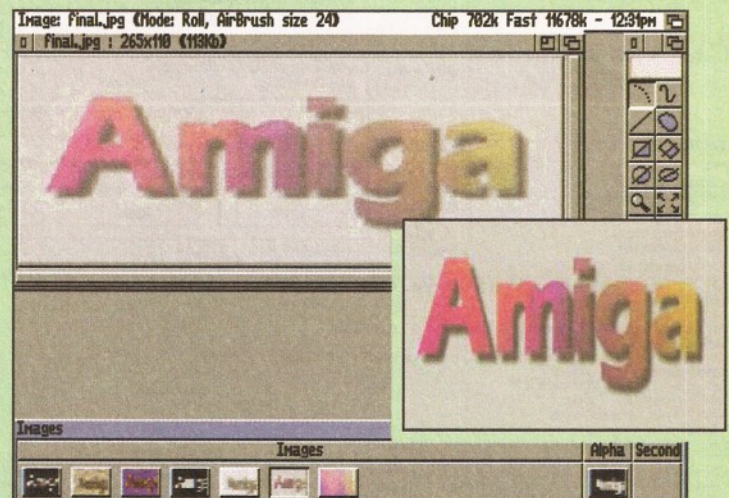 Image: final.jpg (Mode: Roll, AirBrush size 24) Chip 702k Fast 11678k - 12:31pm
final.jpg : 265x110 (113Kb)
Amiga
Amiga
Images
Images Alpha Second